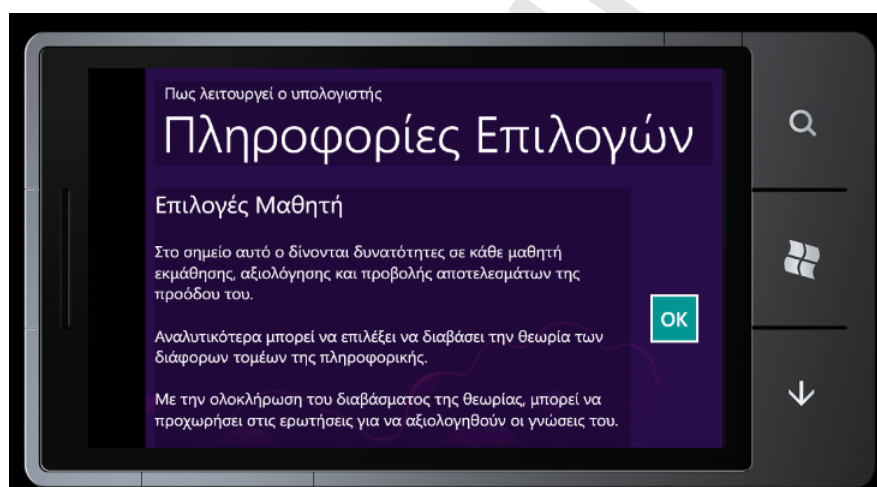 Πως λειτουργεί ο υπολογιστής
Πληροφορίες Επιλογών
Επιλογές Μαθητή
Στο σημείο αυτό ο δίνονται δυνατότητες σε κάθε μαθητή
εκμάθησης, αξιολόγησης και προβολής αποτελεσμάτων της
προόδου του.
OK
Αναλυτικότερα μπορεί να επιλέξει να διαβάσει την θεωρία των
διάφορων τομέων της πληροφορικής.
Με την ολοκλήρωση του διαβάσματος της θεωρίας, μπορεί να
προχωρήσει στις ερωτήσεις για να αξιολογηθούν οι γνώσεις του.